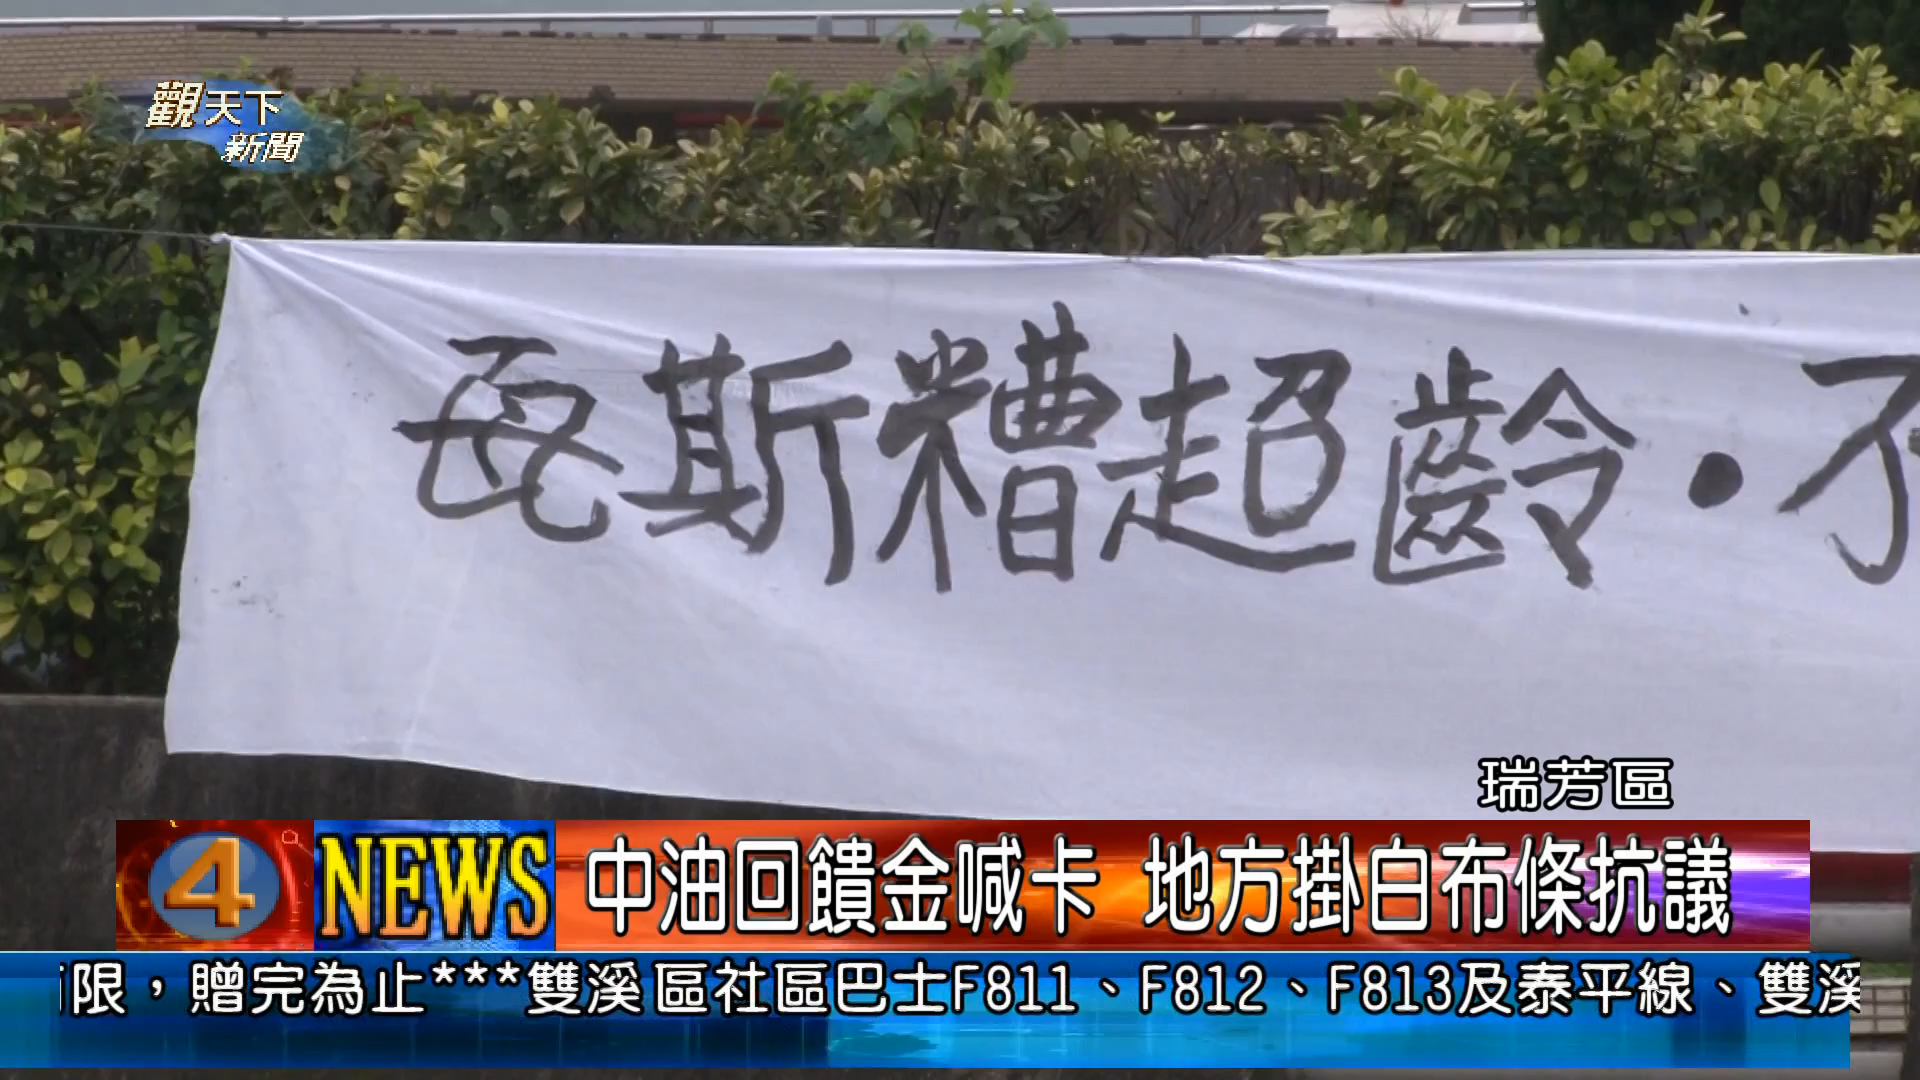 觀天下
新聞
瓦斯糟超齡・不
瑞芳區
4 NEWS 中油回饋金喊卡 地方掛白布條抗議
限，贈完為止***雙溪區社區巴士F811、F812、F813及泰平線、雙溪